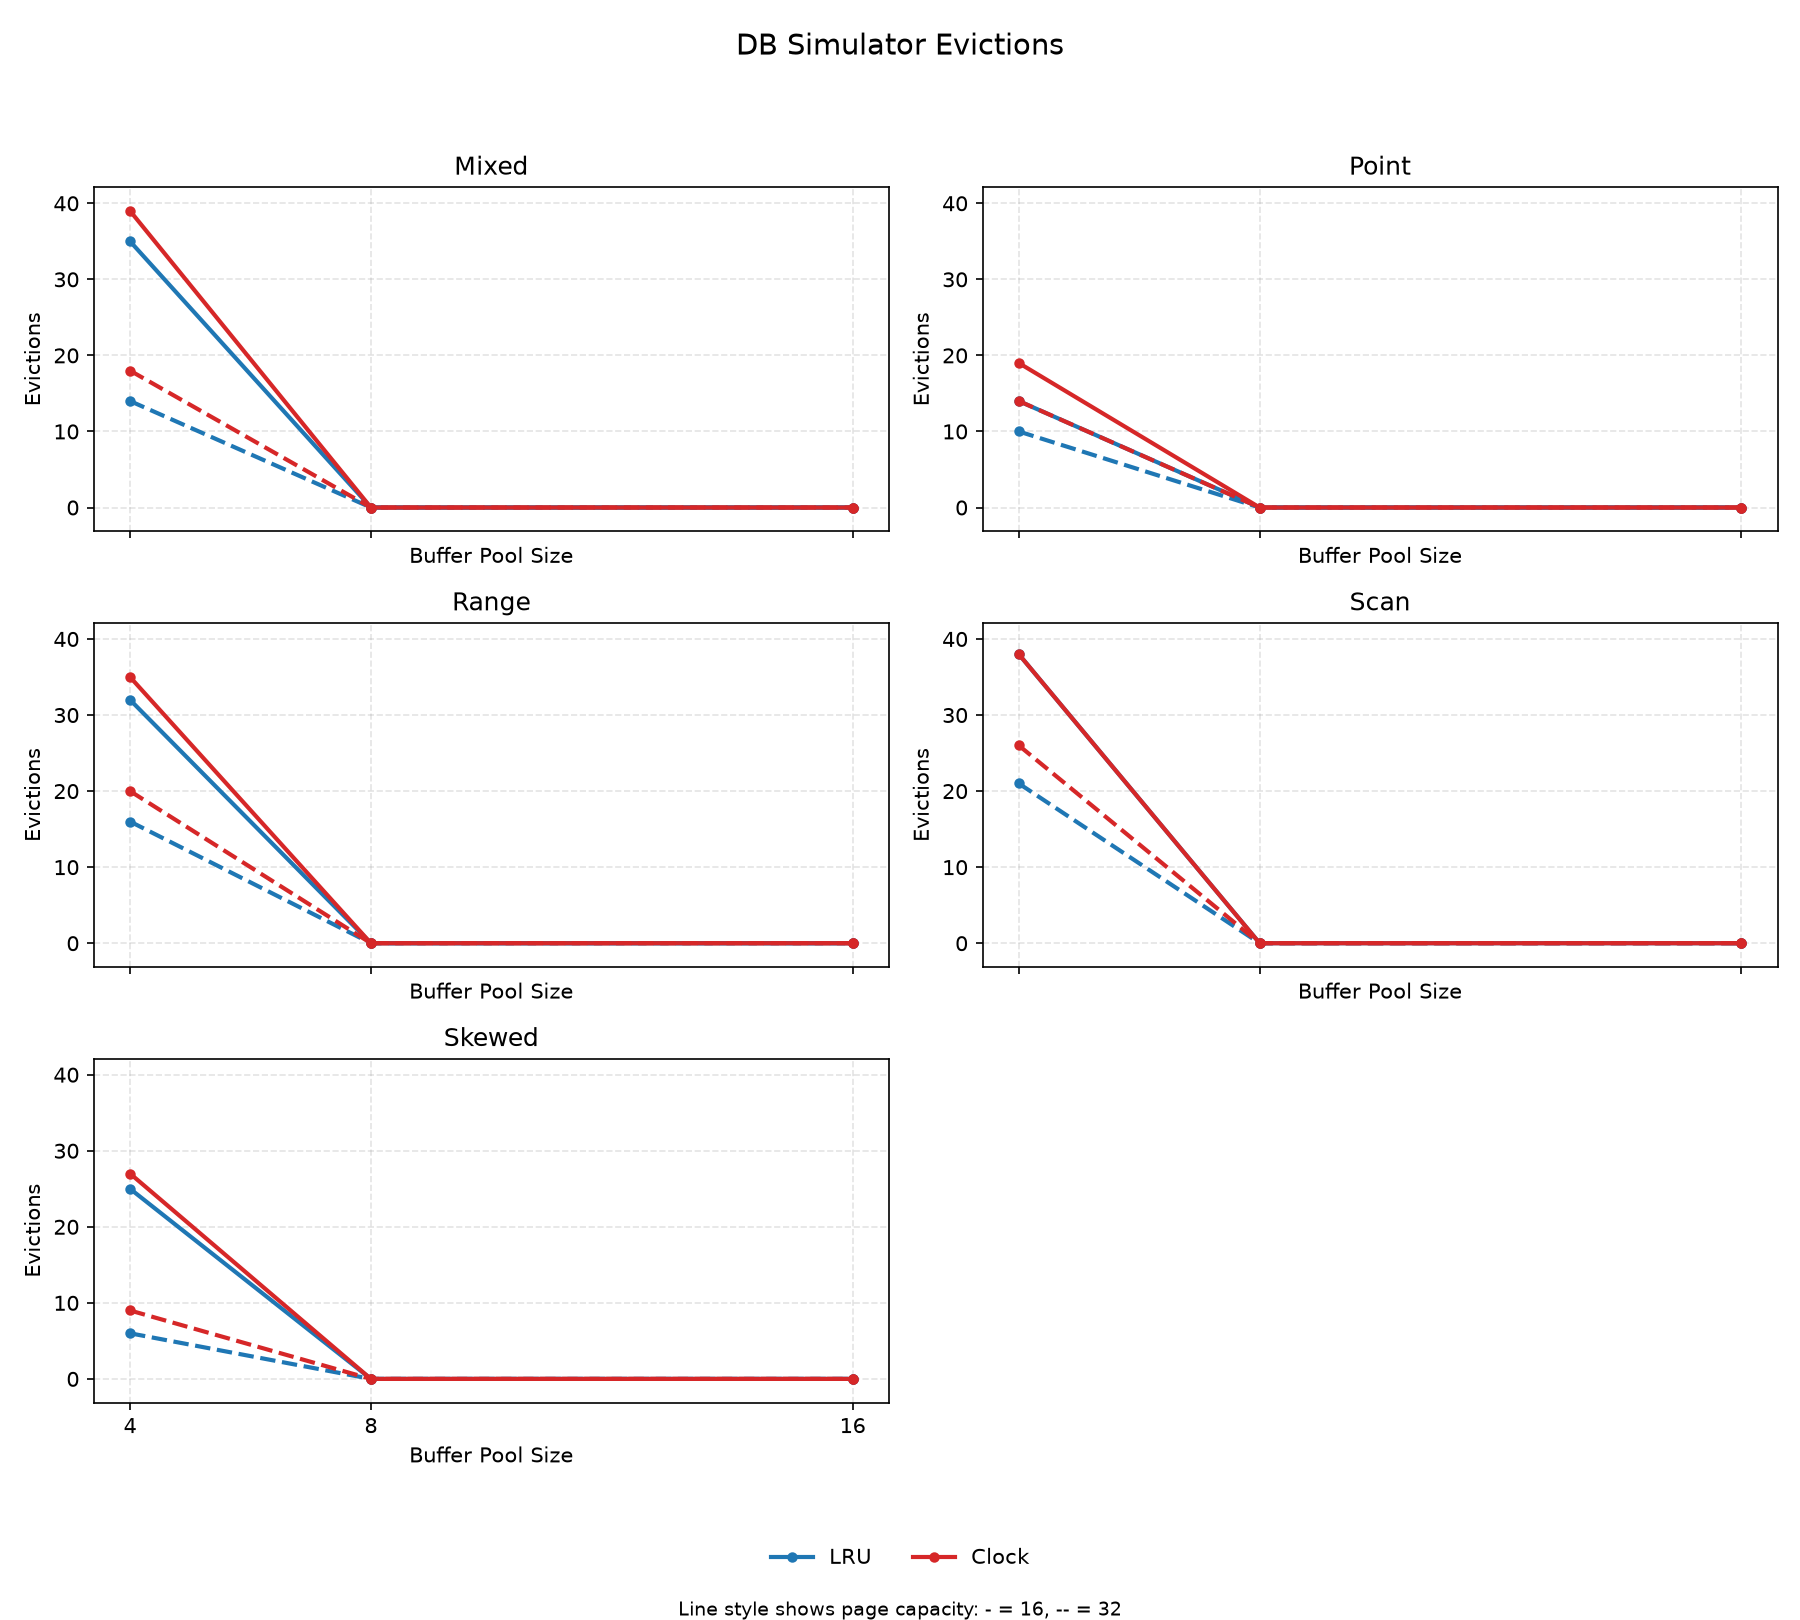 DB Simulator Evictions
Mixed
40
30
20
10
0
Evictions
Buffer Pool Size
Point
40
30
20
10
0
Evictions
Buffer Pool Size
Range
40
30
20
10
0
Evictions
Buffer Pool Size
Scan
40
30
20
10
0
Evictions
Buffer Pool Size
Skewed
40
30
20
10
0
Evictions
4 8 16
Buffer Pool Size
LRU Clock
Line style shows page capacity: - = 16, -- = 32